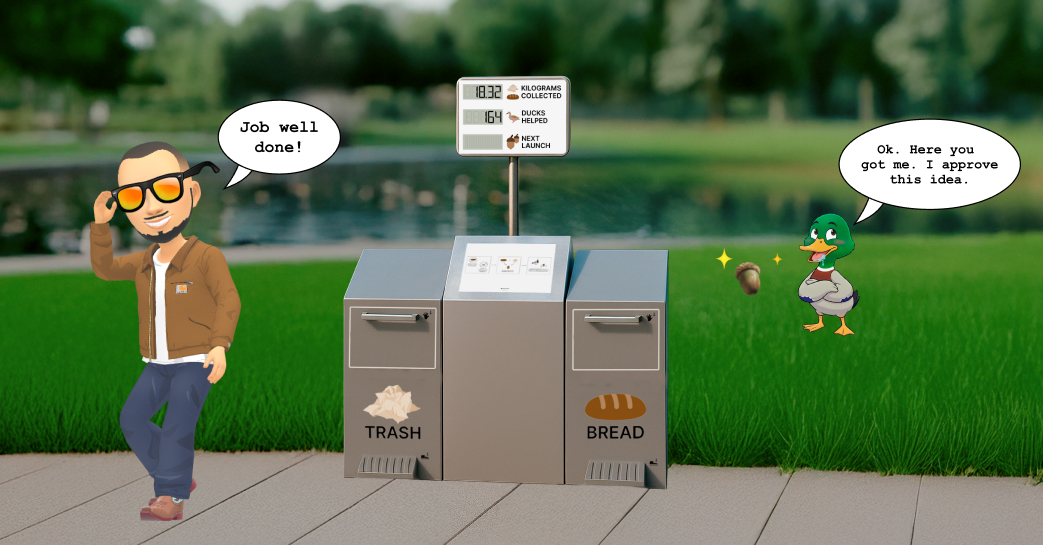 Job well
done!
18.32 KILOGRAMS
COLLECTED
164 DUCKS
HELPED
NEXT
LAUNCH
Ok. Here you
got me. I approve
this idea.
TRASH
BREAD